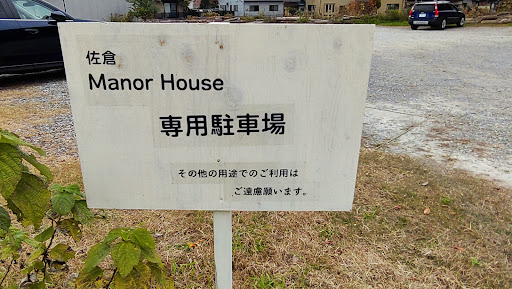 佐倉
Manor House
専用駐車場
その他の用途でのご利用は
ご遠慮願います。